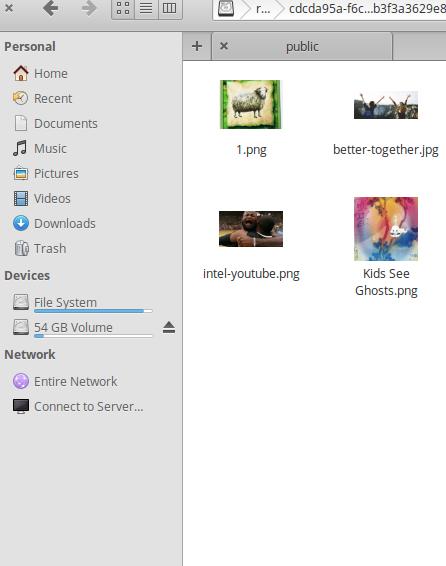 r...
cdcda95a-f6c...b3f3a3629e8
Personal
Home
Recent
Documents
Music
Pictures
Videos
Downloads
Trash
Devices
File System
54 GB Volume
Network
Entire Network
Connect to Server...
public
1.png
better-together.jpg
intel-youtube.png
Kids See
Ghosts.png